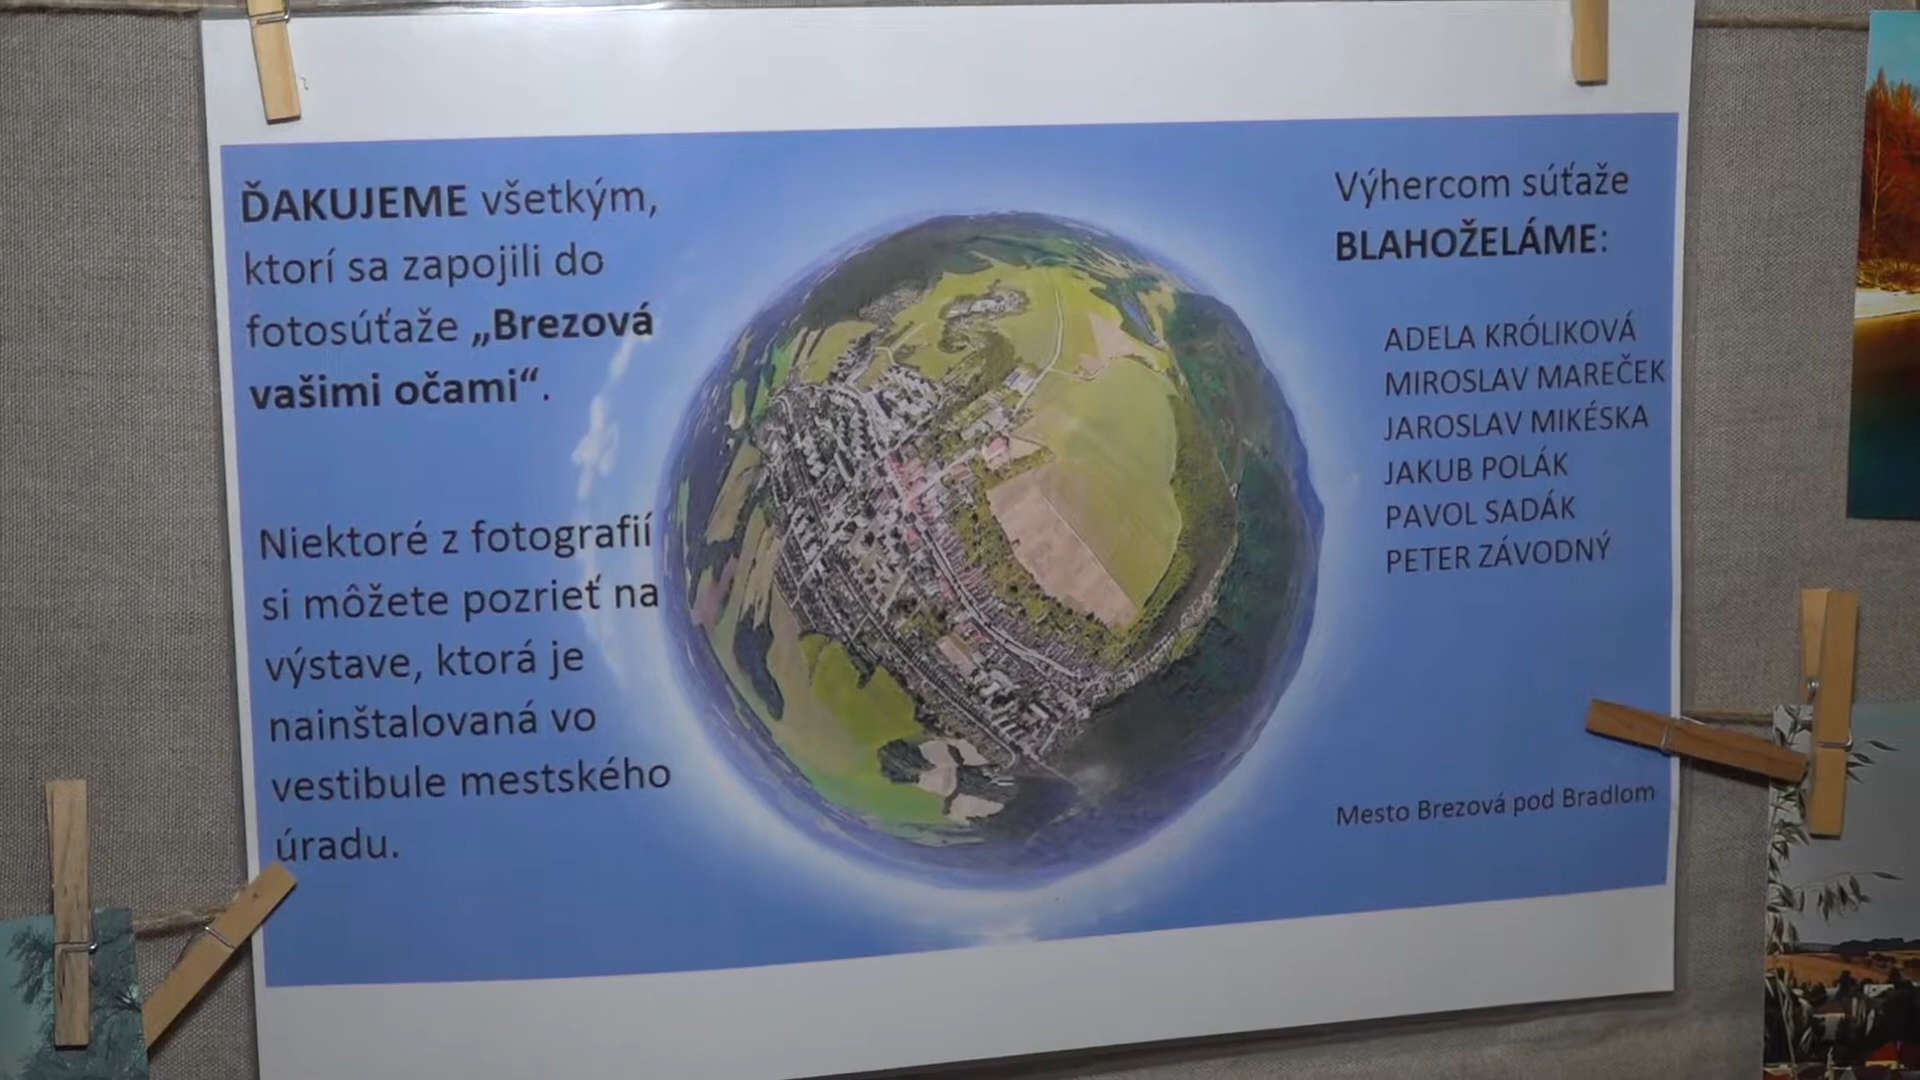 ĎAKUJEME všetkým,
ktorí sa zapojili do
fotosúťaže „Brezová
vašimi očami“.
Niektoré z fotografií
si môžete pozrieť na
výstave, ktorá je
nainštalovaná vo
vestibule mestského
úradu.
Výhercom súťaže
BLAHOŽELÁME:
ADELA KRÓLIKOVÁ
MIROSLAV MAREČEK
JAROSLAV MIKÉSKA
JAKUB POLÁK
PAVOL SADÁK
PETER ZÁVODNÝ
Mesto Brezová pod Bradlom